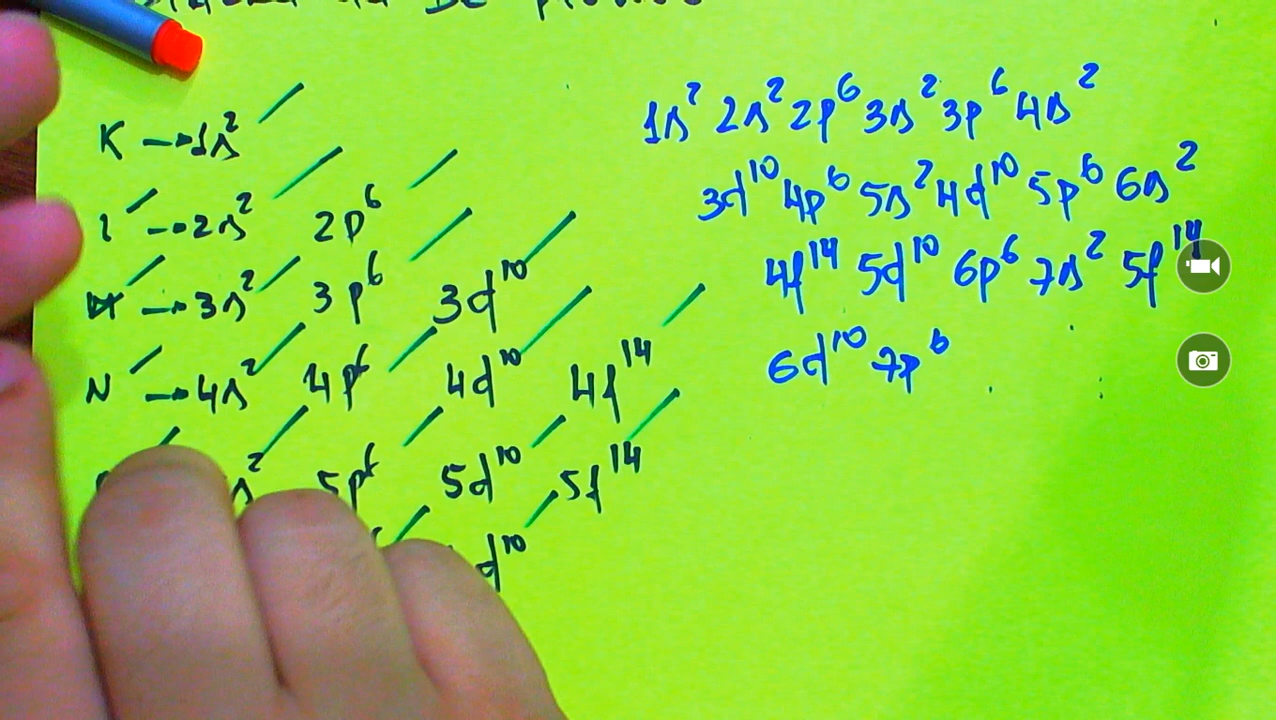 K → 1s²
L → 2s² 2p⁶
M → 3s² 3p⁶ 3d¹⁰
N → 4s² 4p⁶ 4d¹⁰ 4f¹⁴
5p⁶ 5d¹⁰ 5f¹⁴
d¹⁰
1s² 2s² 2p⁶ 3s² 3p⁶ 4s²
3d¹⁰ 4p⁶ 5s² 4d¹⁰ 5p⁶ 6s²
4f¹⁴ 5d¹⁰ 6p⁶ 7s² 5f¹⁴
6d¹⁰ 7p⁶